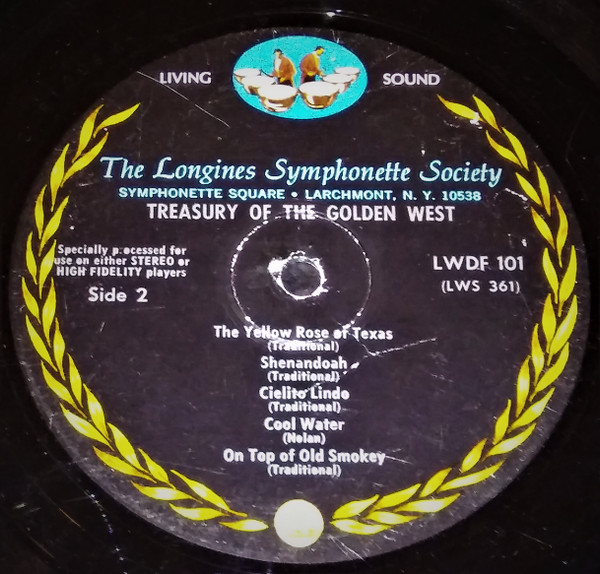 LIVING SOUND
The Longines Symphonette Society
SYMPHONETTE SQUARE • LARCHMONT, N. Y. 10538
TREASURY OF THE GOLDEN WEST
Specially processed for
use on either STEREO or
HIGH FIDELITY players
Side 2
LWDF 101
(LWS 361)
The Yellow Rose of Texas
(Traditional)
Shenandoah
(Traditional)
Cielito Lindo
(Traditional)
Cool Water
(Nolan)
On Top of Old Smokey
(Traditional)